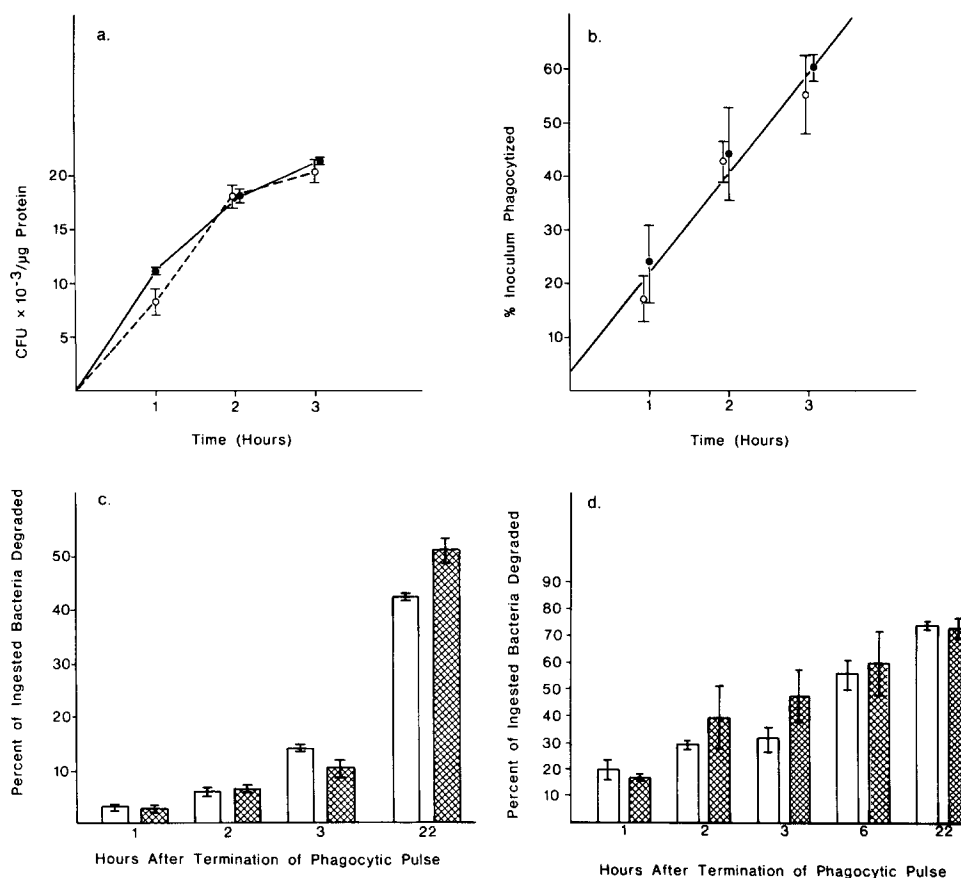 a.
CFU × 10⁻³/µg Protein
20
15
10
5
1 2 3
Time (Hours)
b.
% Inoculum Phagocytized
60
50
40
30
20
10
1 2 3
Time (Hours)
c.
Percent of Ingested Bacteria Degraded
50
40
30
20
10
1 2 3 22
Hours After Termination of Phagocytic Pulse
d.
Percent of Ingested Bacteria Degraded
90
80
70
60
50
40
30
20
10
1 2 3 6 22
Hours After Termination of Phagocytic Pulse